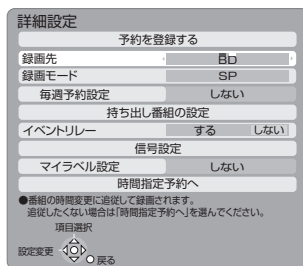 詳細設定
予約を登録する
録画先 BD
録画モード SP
毎週予約設定 しない
持ち出し番組の設定
イベントリレー する しない
信号設定
マイラベル設定 しない
時間指定予約へ
●番組の時間変更に追従して録画されます。
追従したくない場合は「時間指定予約へ」を選んでください。
項目選択
設定変更 戻る